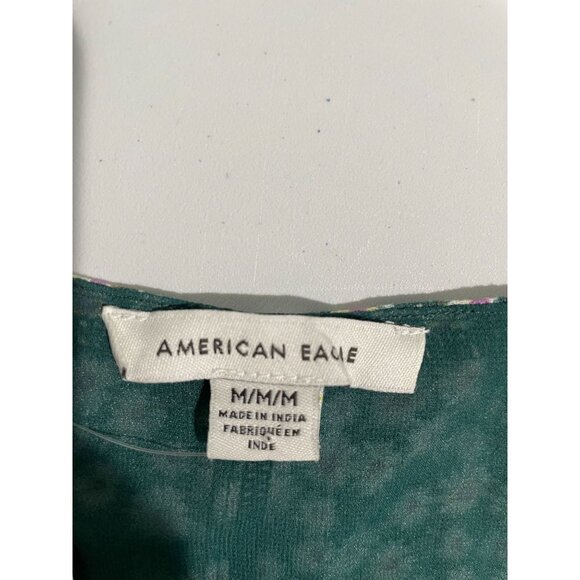 AMERICAN EAGLE
M/M/M
MADE IN INDIA
FABRIQUÉ EN
INDE